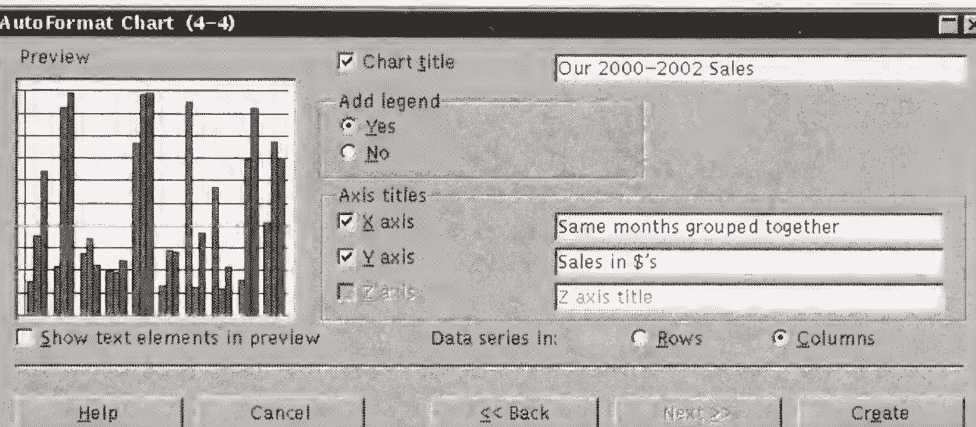 AutoFormat Chart (4-4)
Preview
Chart title
Our 2000-2002 Sales
Add legend
Yes
No
Axis titles
X axis
Same months grouped together
Y axis
Sales in $'s
Z axis
Z axis title
Show text elements in preview
Data series in:
Rows
Columns
Help
Cancel
<< Back
Next >>
Create